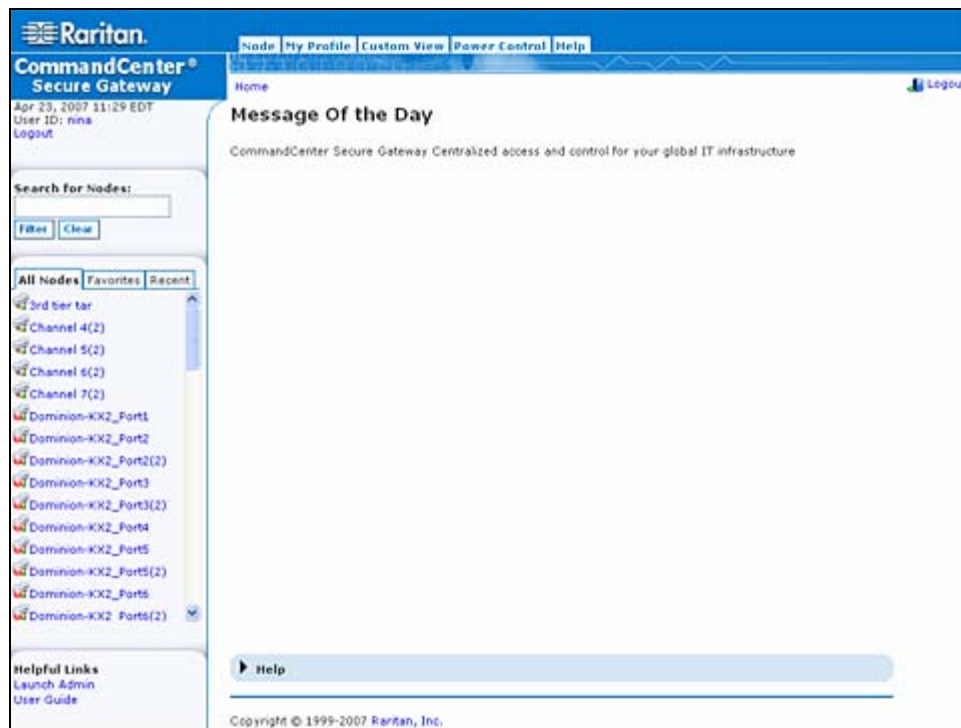 Raritan.
Node My Profile Custom View Power Control Help
CommandCenter®
Secure Gateway
Home
Logou
Apr 23, 2007 11:29 EDT
User ID: nina
Logout
Message Of the Day
CommandCenter Secure Gateway Centralized access and control for your global IT infrastructure
Search for Nodes:
Filter Clear
All Nodes Favorites Recent
3rd tier tar
Channel 4(2)
Channel 5(2)
Channel 6(2)
Channel 7(2)
Dominion-KX2_Port1
Dominion-KX2_Port2
Dominion-KX2_Port2(2)
Dominion-KX2_Port3
Dominion-KX2_Port3(2)
Dominion-KX2_Port4
Dominion-KX2_Port5
Dominion-KX2_Port5(2)
Dominion-KX2_Port6
Dominion-KX2_Port6(2)
Helpful Links
Launch Admin
User Guide
Help
Copyright © 1999-2007 Raritan, Inc.